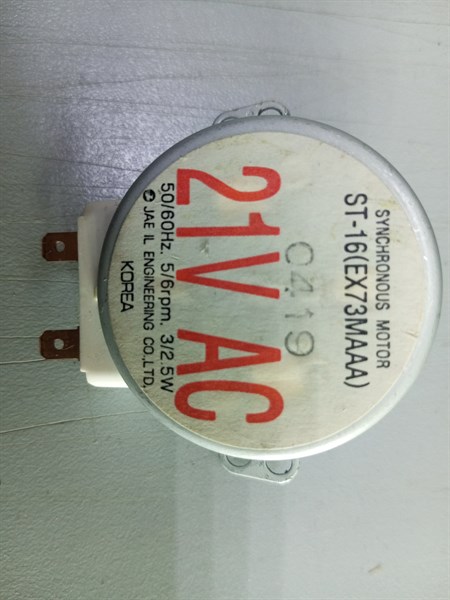 SYNCHRONOUS MOTOR
ST-16(EX73MAAA)
0419
21V AC
50/60Hz. 5/6rpm. 3/2.5W
JAE IL ENGINEERING CO.,LTD,
KOREA